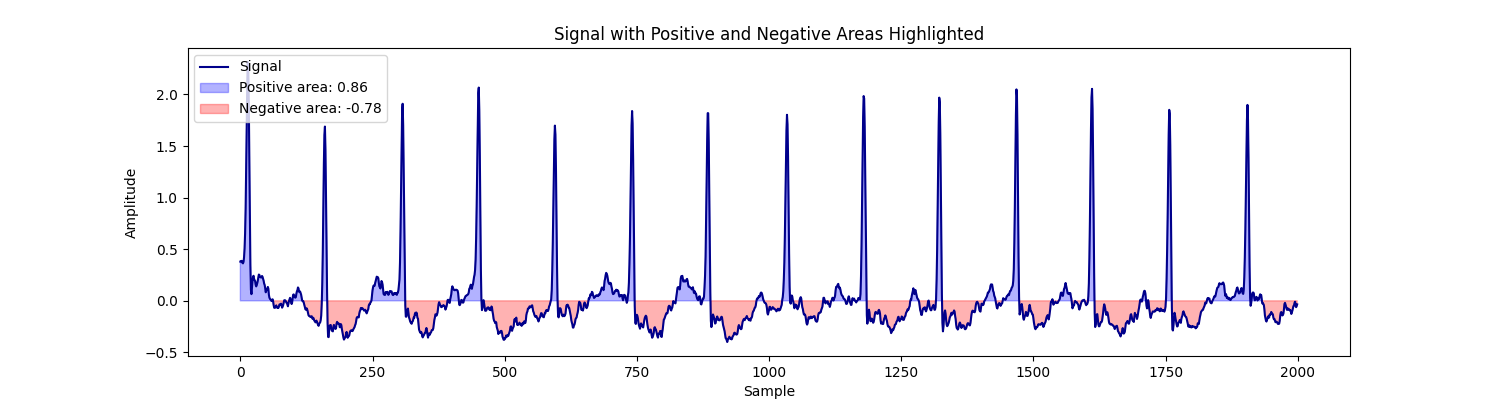 Signal with Positive and Negative Areas Highlighted
Signal
Positive area: 0.86
Negative area: -0.78
2.0
1.5
1.0
0.5
0.0
−0.5
Amplitude
0 250 500 750 1000 1250 1500 1750 2000
Sample